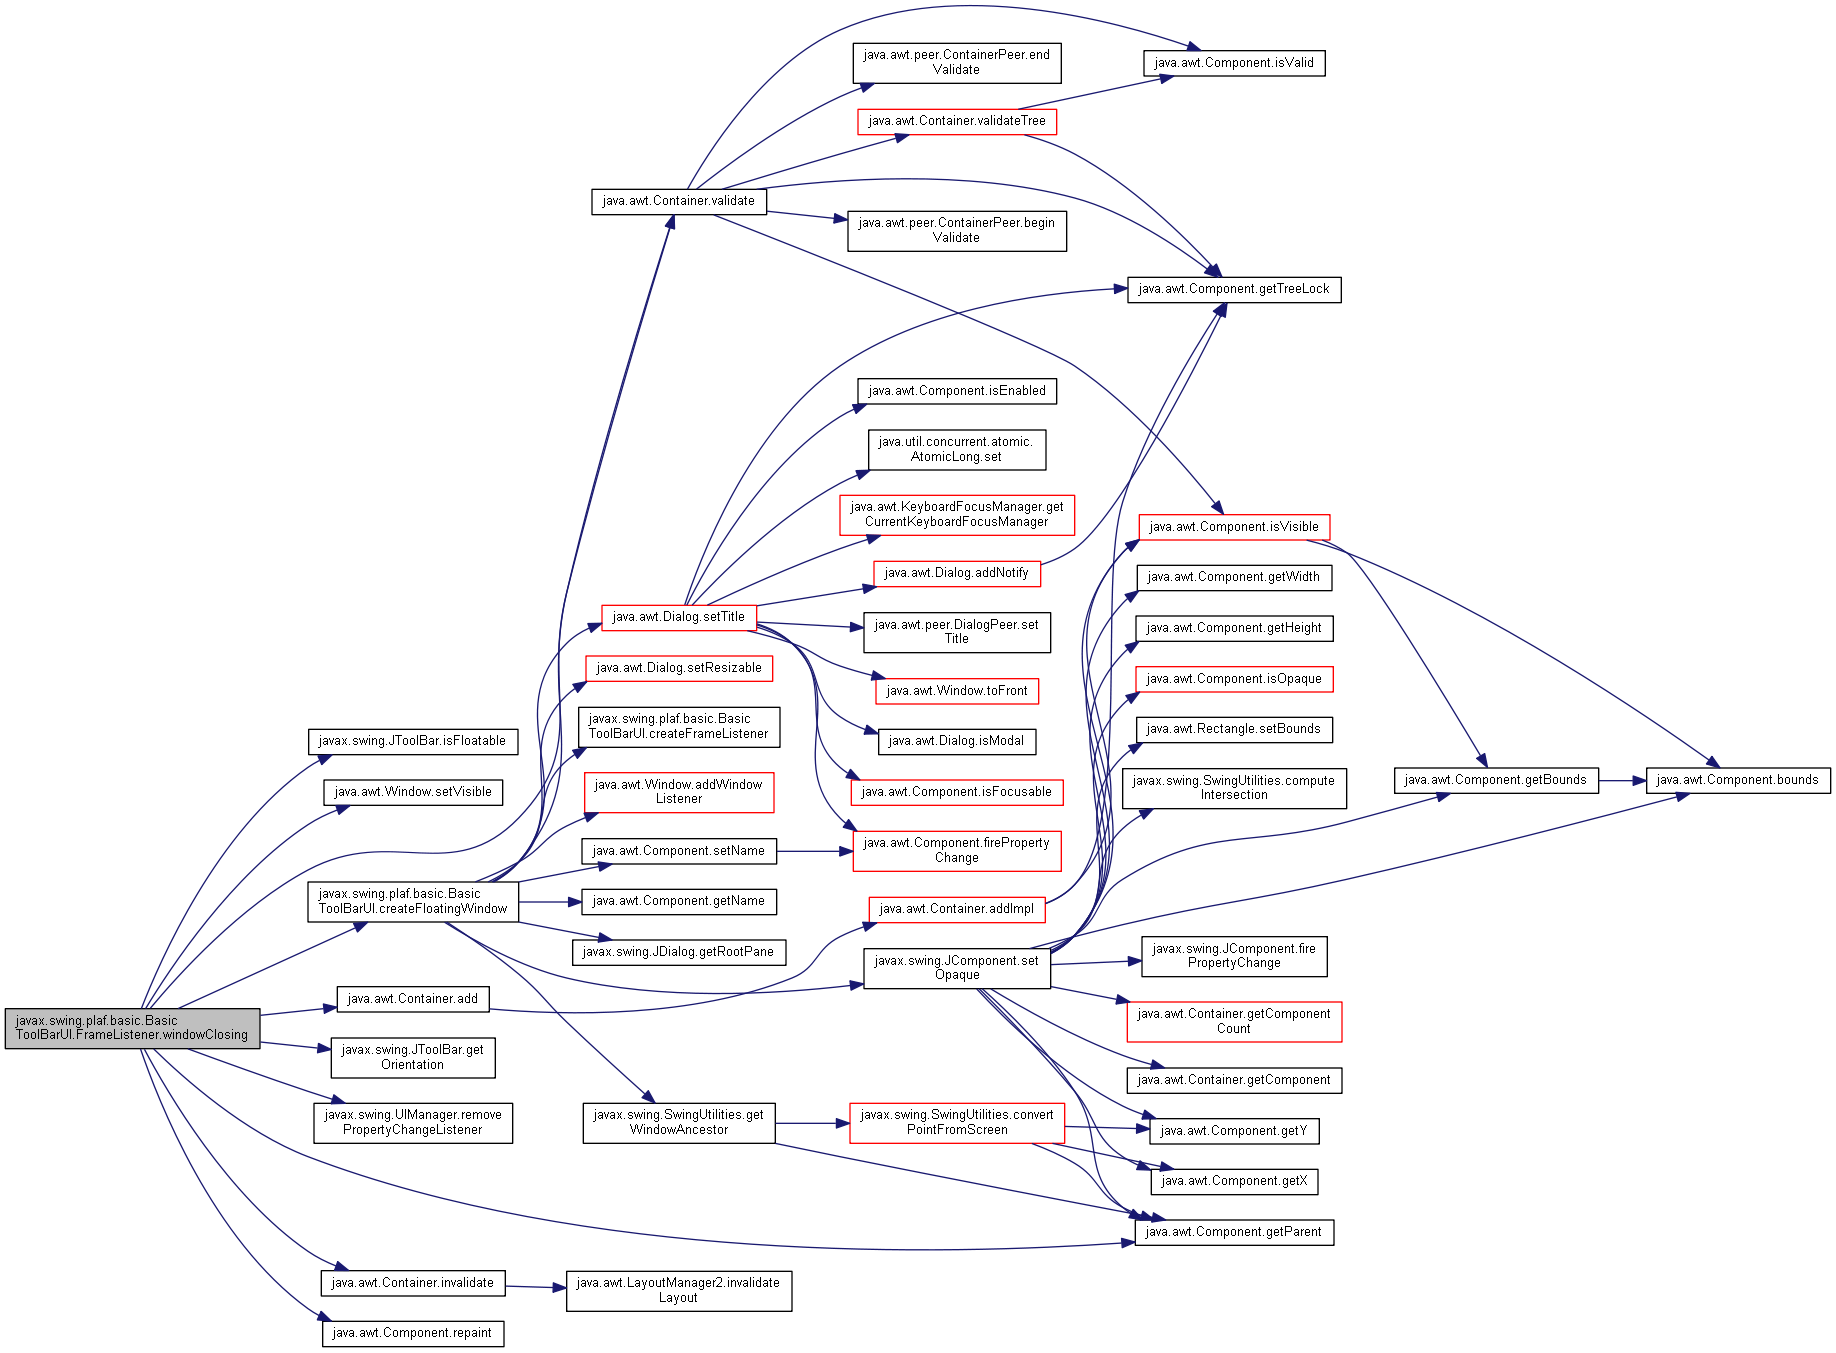 java.awt.peer.ContainerPeer.end
Validate
java.awt.Component.isValid
java.awt.Container.validateTree
java.awt.Container.validate
java.awt.peer.ContainerPeer.begin
Validate
java.awt.Component.getTreeLock
java.awt.Component.isEnabled
java.util.concurrent.atomic.
AtomicLong.set
java.awt.KeyboardFocusManager.get
CurrentKeyboardFocusManager
java.awt.Component.isVisible
java.awt.Dialog.addNotify
java.awt.Component.getWidth
java.awt.Dialog.setTitle
java.awt.peer.DialogPeer.set
Title
java.awt.Component.getHeight
java.awt.Dialog.setResizable
java.awt.Window.toFront
java.awt.Component.isOpaque
javax.swing.plaf.basic.Basic
ToolBarUI.createFrameListener
java.awt.Rectangle.setBounds
javax.swing.JToolBar.isFloatable
java.awt.Dialog.isModal
java.awt.Window.setVisible
java.awt.Window.addWindow
Listener
java.awt.Component.isFocusable
javax.swing.SwingUtilities.compute
Intersection
java.awt.Component.getBounds
java.awt.Component.bounds
java.awt.Component.setName
java.awt.Component.fireProperty
Change
javax.swing.plaf.basic.Basic
ToolBarUI.createFloatingWindow
java.awt.Component.getName
java.awt.Container.addImpl
javax.swing.JDialog.getRootPane
javax.swing.JComponent.set
Opaque
javax.swing.JComponent.fire
PropertyChange
java.awt.Container.add
javax.swing.plaf.basic.Basic
ToolBarUI.FrameListener.windowClosing
java.awt.Container.getComponent
Count
javax.swing.JToolBar.get
Orientation
java.awt.Container.getComponent
javax.swing.UIManager.remove
PropertyChangeListener
javax.swing.SwingUtilities.get
WindowAncestor
javax.swing.SwingUtilities.convert
PointFromScreen
java.awt.Component.getY
java.awt.Component.getX
java.awt.Component.getParent
java.awt.Container.invalidate
java.awt.LayoutManager2.invalidate
Layout
java.awt.Component.repaint